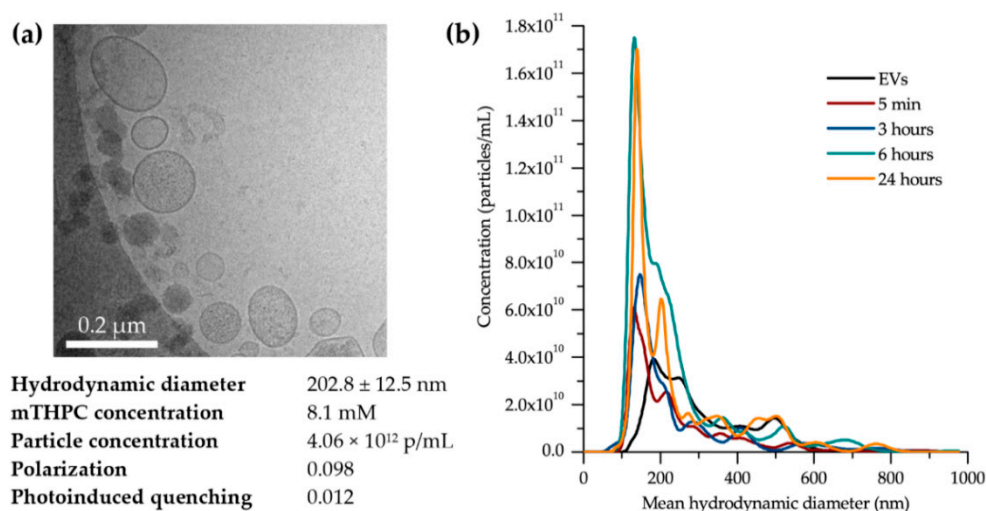 (a)
0.2 μm
Hydrodynamic diameter 202.8 ± 12.5 nm
mTHPC concentration 8.1 mM
Particle concentration 4.06 × 10¹² p/mL
Polarization 0.098
Photoinduced quenching 0.012
(b)
Concentration (particles/mL)
1.8x10¹¹
1.6x10¹¹
1.4x10¹¹
1.2x10¹¹
1.0x10¹¹
8.0x10¹⁰
6.0x10¹⁰
4.0x10¹⁰
2.0x10¹⁰
0.0
EVs
5 min
3 hours
6 hours
24 hours
0 200 400 600 800 1000
Mean hydrodynamic diameter (nm)